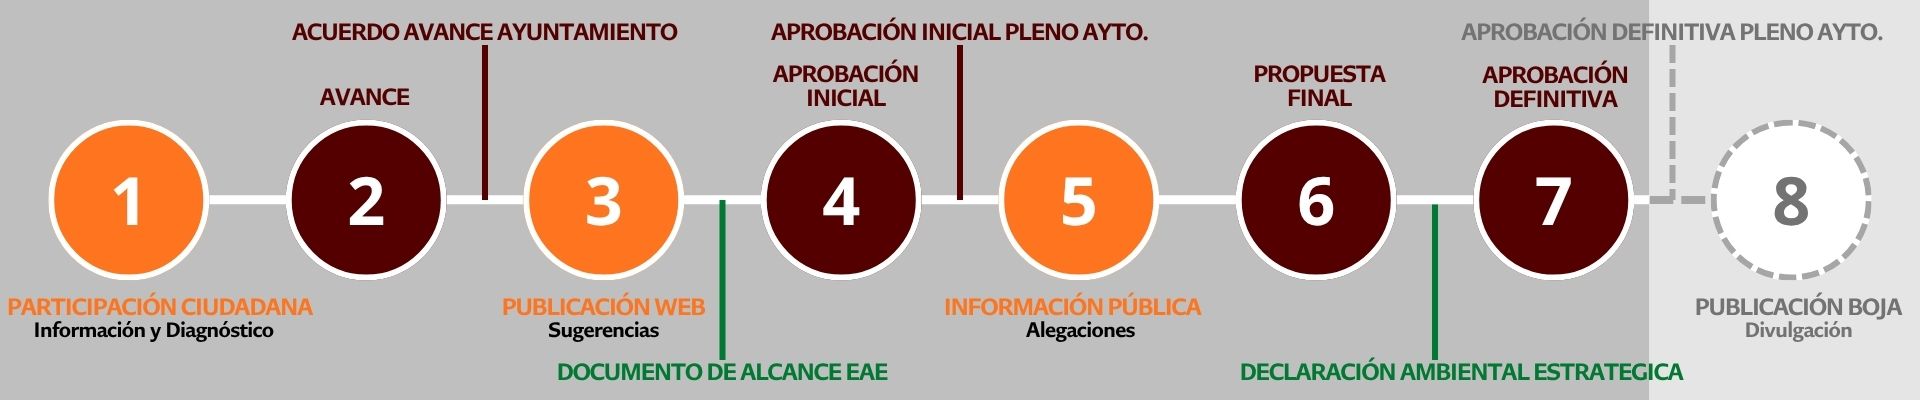 ACUERDO AVANCE AYUNTAMIENTO
APROBACIÓN INICIAL PLENO AYTO.
APROBACIÓN DEFINITIVA PLENO AYTO.
AVANCE
APROBACIÓN
INICIAL
PROPUESTA
FINAL
APROBACIÓN
DEFINITIVA
1
2
3
4
5
6
7
8
PARTICIPACIÓN CIUDADANA
Información y Diagnóstico
PUBLICACIÓN WEB
Sugerencias
INFORMACIÓN PÚBLICA
Alegaciones
PUBLICACIÓN BOJA
Divulgación
DOCUMENTO DE ALCANCE EAE
DECLARACIÓN AMBIENTAL ESTRATEGICA